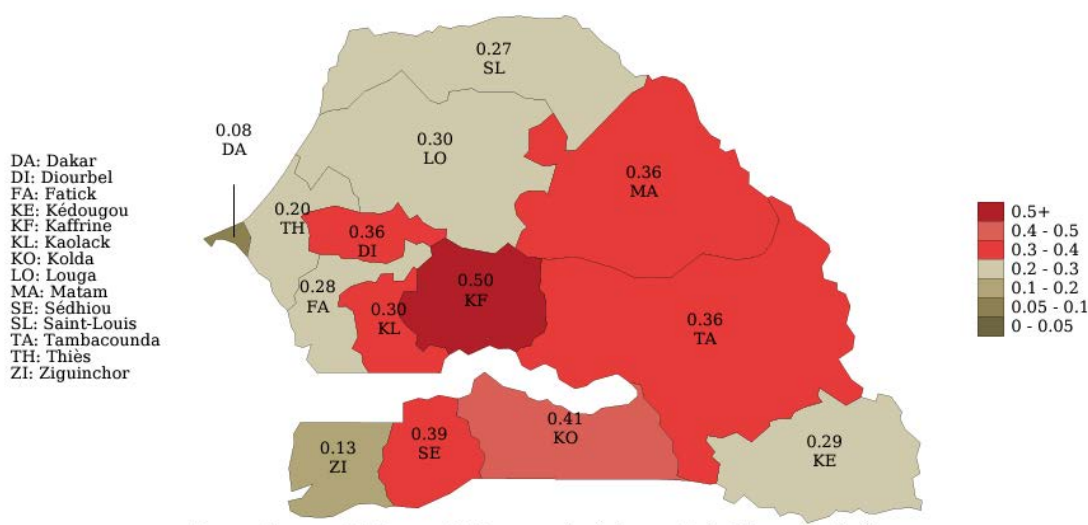 0.27
SL
0.08
DA
0.30
LO
DA: Dakar
DI: Diourbel
FA: Fatick
KE: Kédougou
KF: Kaffrine
KL: Kaolack
KO: Kolda
LO: Louga
MA: Matam
SE: Sédhiou
SL: Saint-Louis
TA: Tambacounda
TH: Thiès
ZI: Ziguinchor
0.36
MA
0.20
TH
0.36
DI
0.5+
0.4 - 0.5
0.3 - 0.4
0.2 - 0.3
0.1 - 0.2
0.05 - 0.1
0 - 0.05
0.28
FA
0.30
KL
0.50
KF
0.36
TA
0.13
ZI
0.39
SE
0.41
KO
0.29
KE